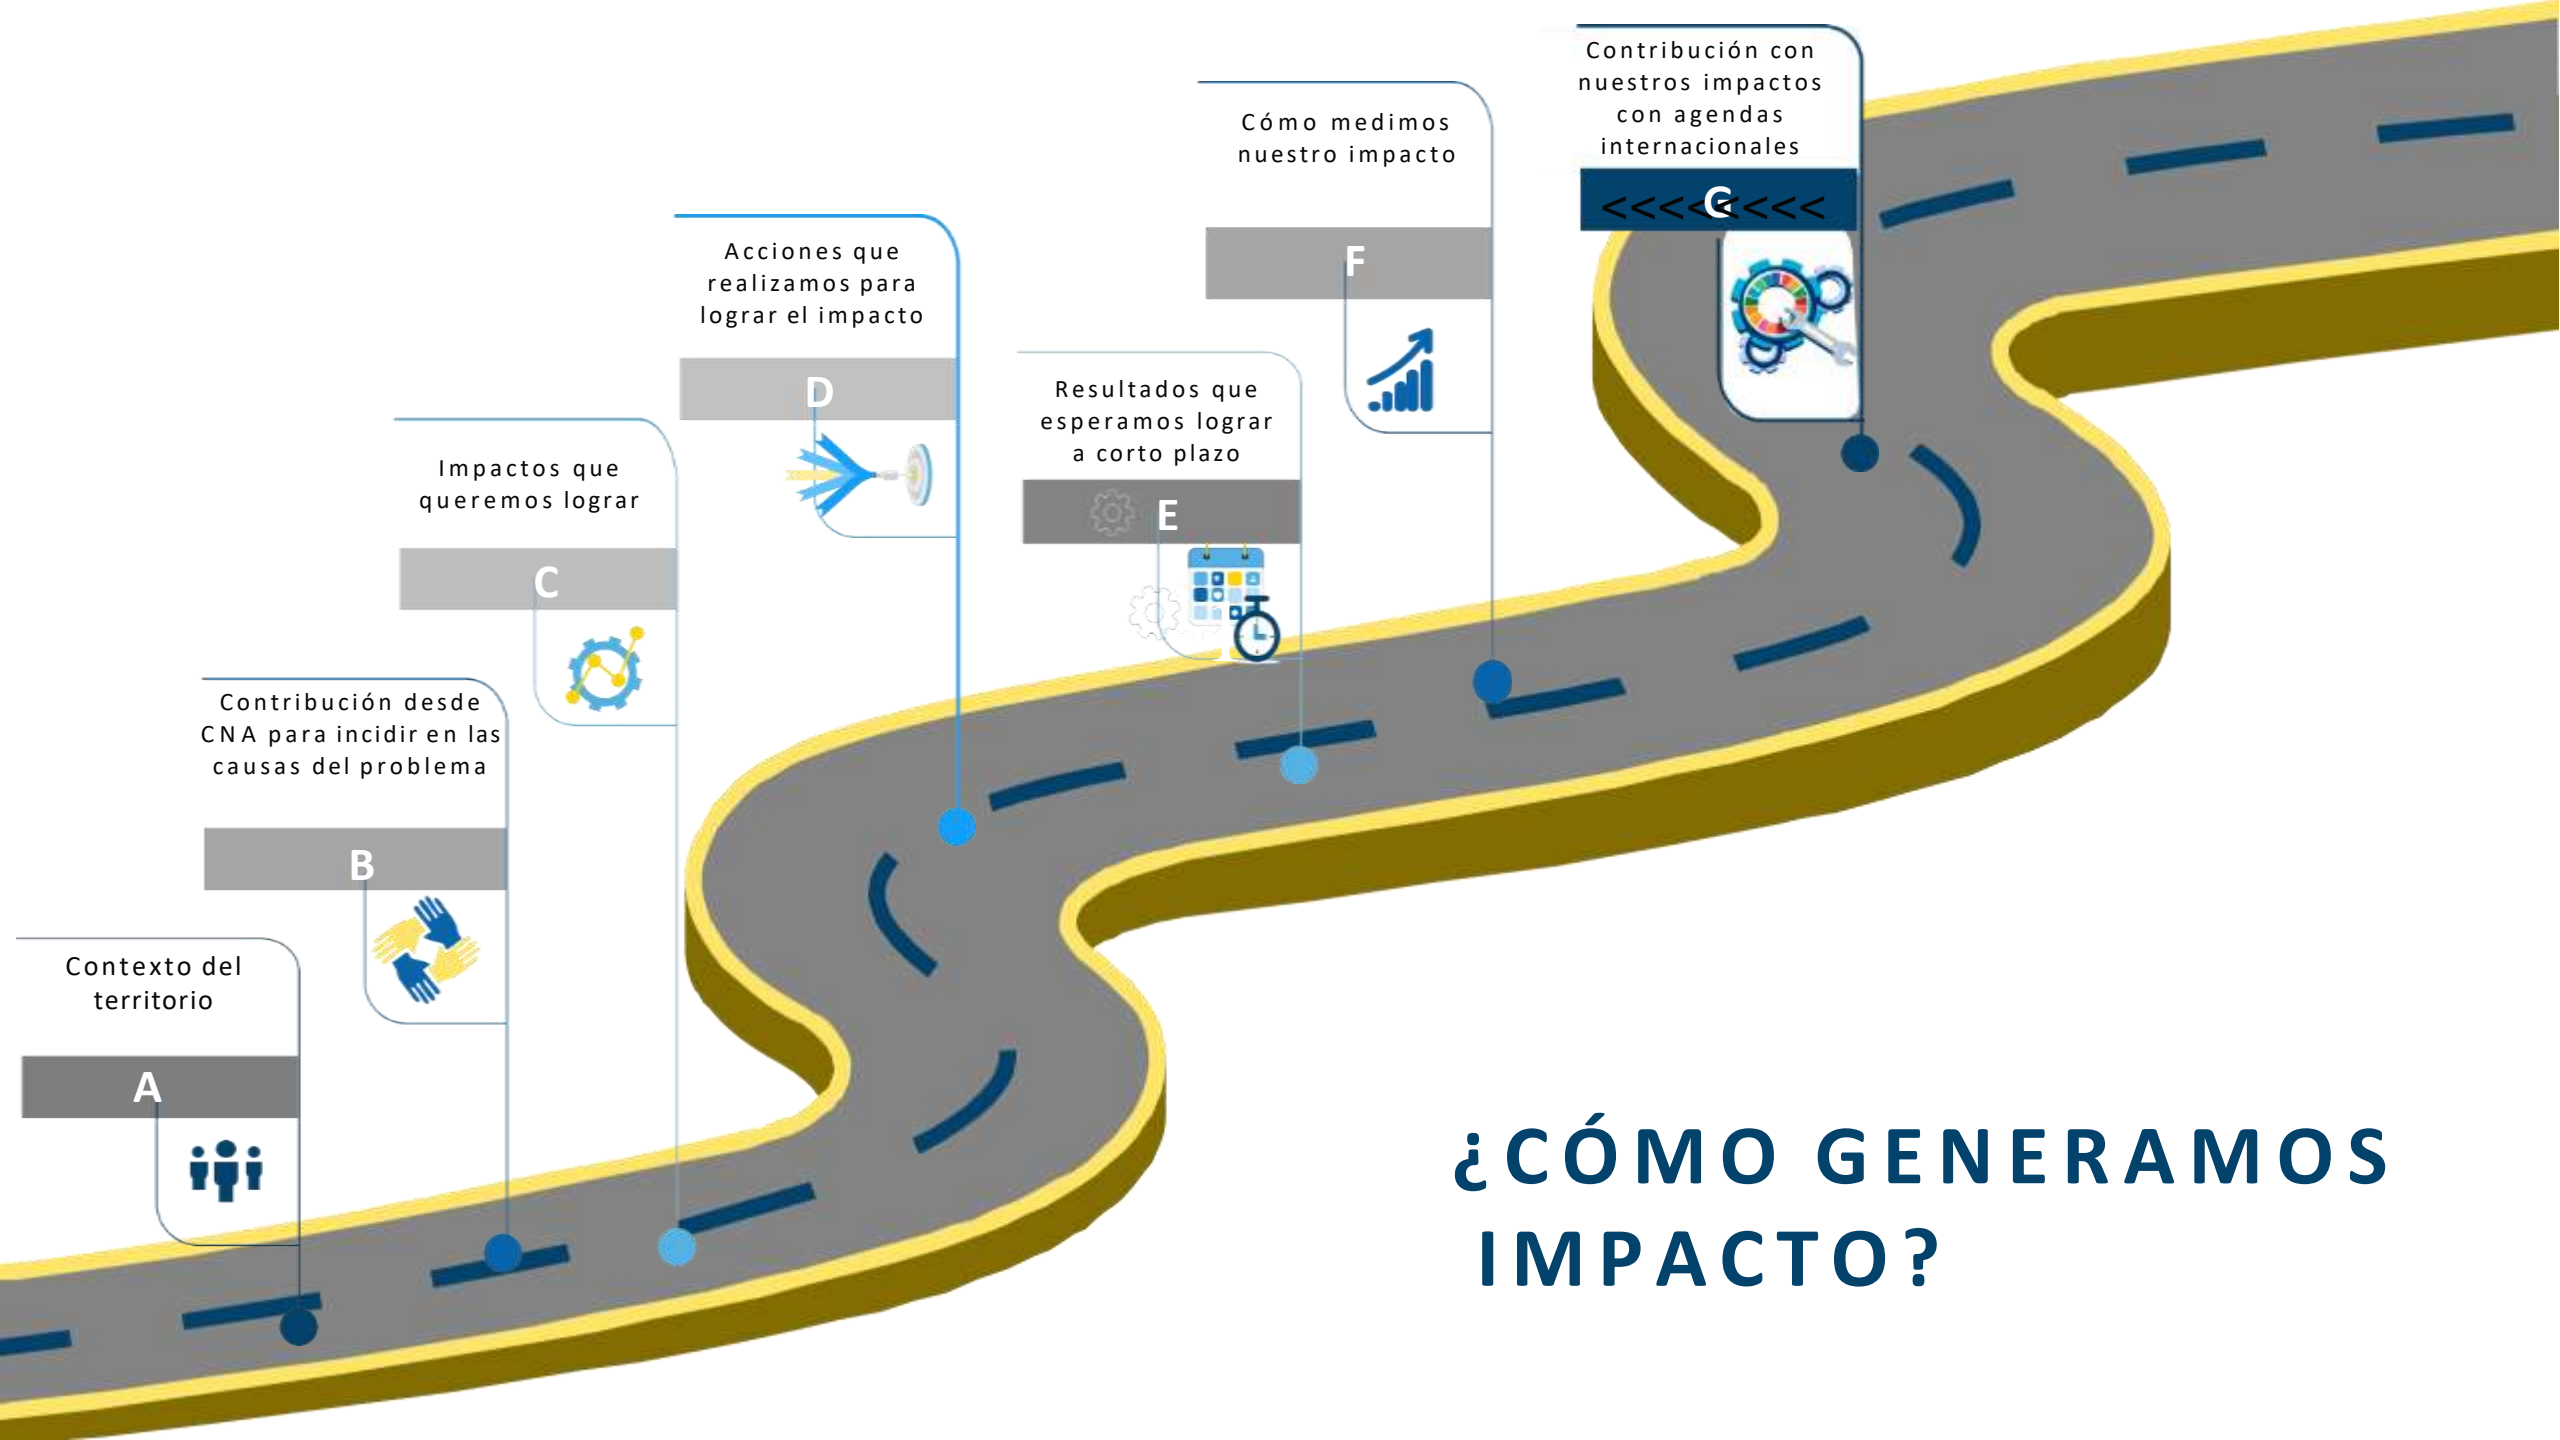 Contexto del
territorio
A
Contribución desde
CNA para incidir en las
causas del problema
B
Impactos que
queremos lograr
C
Acciones que
realizamos para
lograr el impacto
D
Resultados que
esperamos lograr
a corto plazo
E
Cómo medimos
nuestro impacto
F
Contribución con
nuestros impactos
con agendas
internacionales
G
<<<<<<<<
¿CÓMO GENERAMOS
IMPACTO?